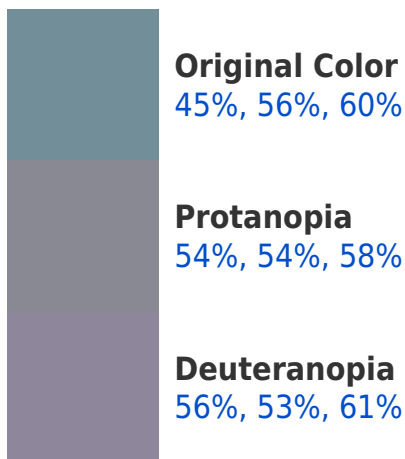 Original Color
45%, 56%, 60%
Protanopia
54%, 54%, 58%
Deuteranopia
56%, 53%, 61%